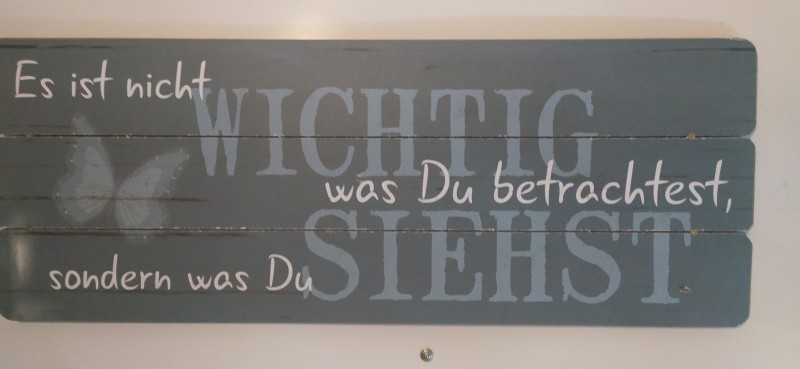 Es ist nicht
WICHTIG
was Du betrachtest,
sondern was Du
SIEHST